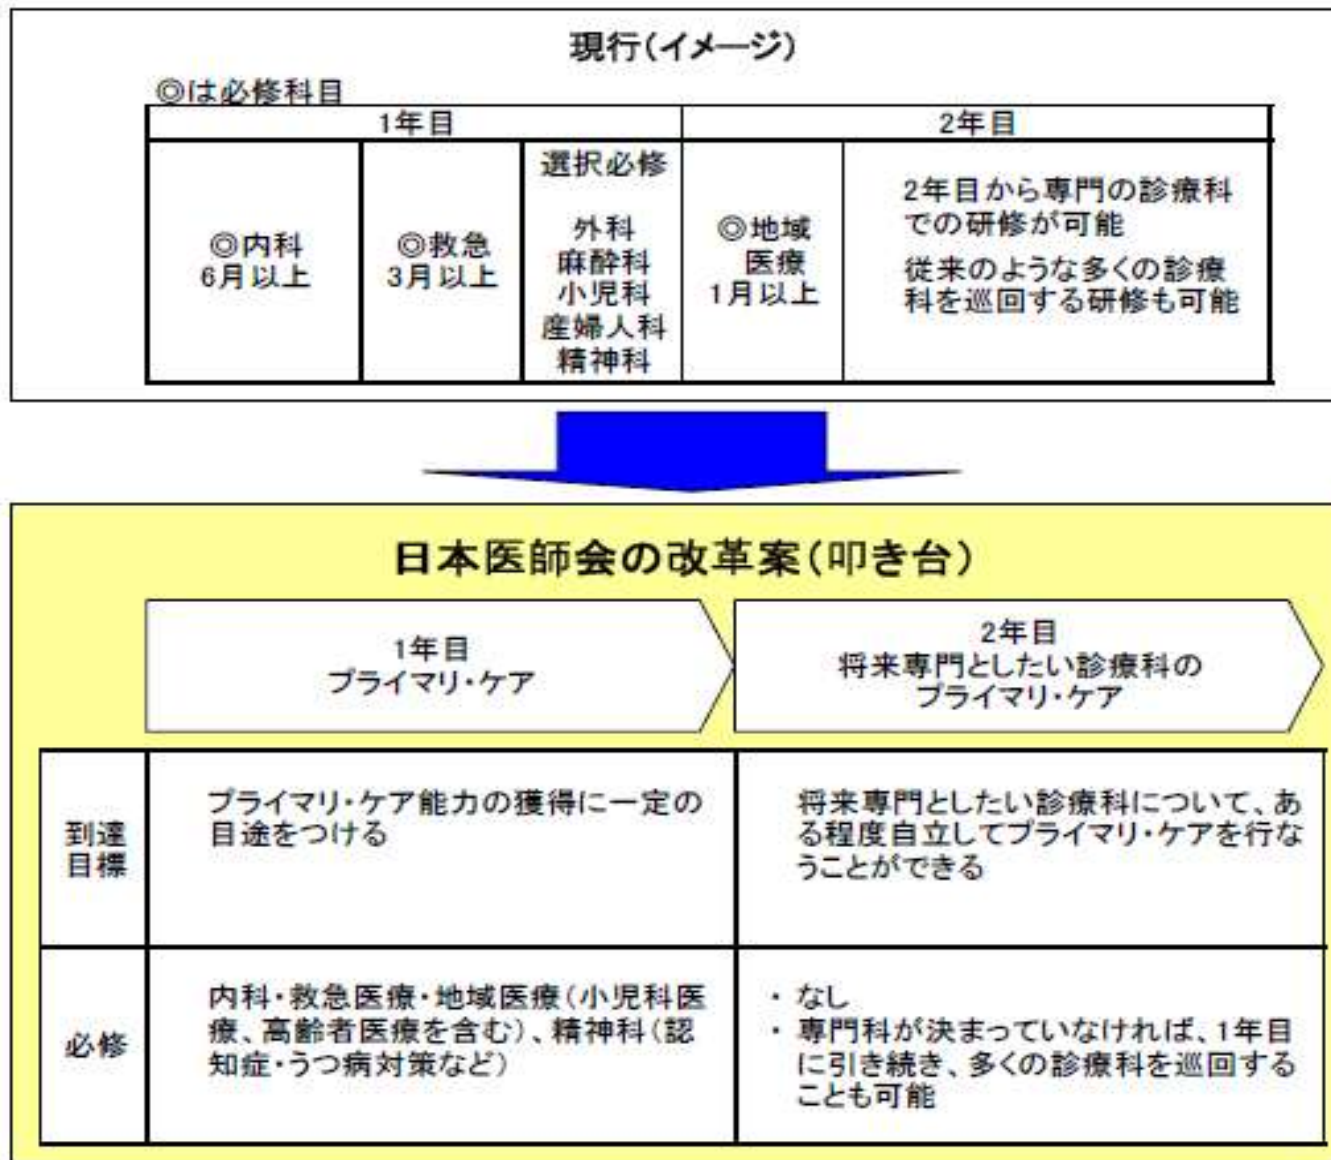 現行(イメージ)
◎は必修科目
1年目
2年目
◎内科
6月以上
◎救急
3月以上
選択必修
外科
麻酔科
小児科
産婦人科
精神科
◎地域
医療
1月以上
2年目から専門の診療科
での研修が可能
従来のような多くの診療
科を巡回する研修も可能
日本医師会の改革案(叩き台)
1年目
プライマリ・ケア
2年目
将来専門としたい診療科の
プライマリ・ケア
到達
目標
プライマリ・ケア能力の獲得に一定の
目途をつける
将来専門としたい診療科について、あ
る程度自立してプライマリ・ケアを行な
うことができる
必修
内科・救急医療・地域医療(小児科医
療、高齢者医療を含む)、精神科(認
知症・うつ病対策など)
・ なし
・ 専門科が決まっていなければ、1年目
に引き続き、多くの診療科を巡回する
ことも可能